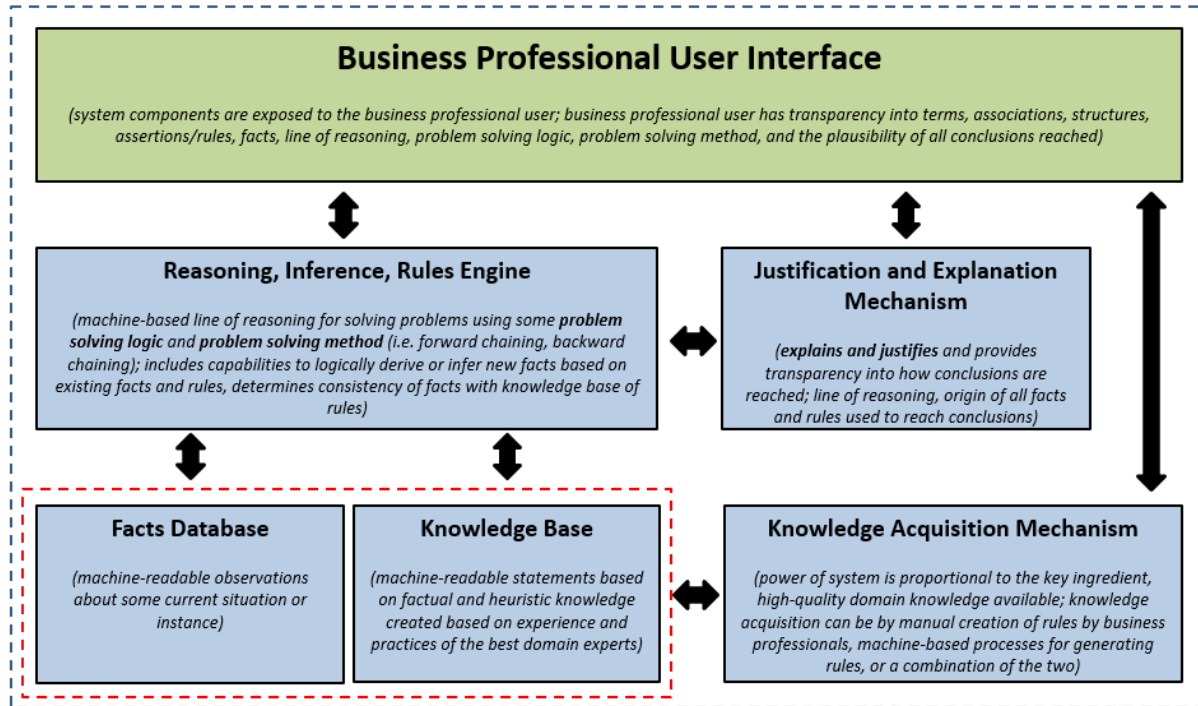 Business Professional User Interface
(system components are exposed to the business professional user; business professional user has transparency into terms, associations, structures,
assertions/rules, facts, line of reasoning, problem solving logic, problem solving method, and the plausibility of all conclusions reached)
Reasoning, Inference, Rules Engine
(machine-based line of reasoning for solving problems using some problem
solving logic and problem solving method (i.e. forward chaining, backward
chaining); includes capabilities to logically derive or infer new facts based on
existing facts and rules, determines consistency of facts with knowledge base of
rules)
Justification and Explanation
Mechanism
(explains and justifies and provides
transparency into how conclusions are
reached; line of reasoning, origin of all facts
and rules used to reach conclusions)
Facts Database
(machine-readable observations
about some current situation or
instance)
Knowledge Base
(machine-readable statements based
on factual and heuristic knowledge
created based on experience and
practices of the best domain experts)
Knowledge Acquisition Mechanism
(power of system is proportional to the key ingredient,
high-quality domain knowledge available; knowledge
acquisition can be by manual creation of rules by business
professionals, machine-based processes for generating
rules, or a combination of the two)